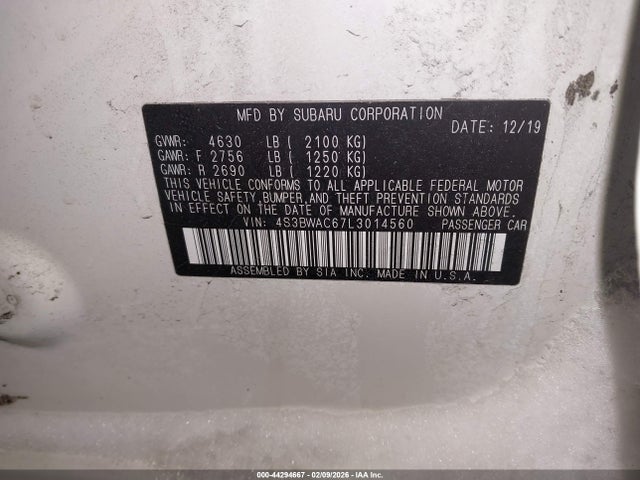 MFD BY SUBARU CORPORATION
DATE: 12/19
GVWR: 4630 LB ( 2100 KG)
GAWR: F 2756 LB ( 1250 KG)
GAWR: R 2690 LB ( 1220 KG)
THIS VEHICLE CONFORMS TO ALL APPLICABLE FEDERAL MOTOR
VEHICLE SAFETY,BUMPER,AND THEFT PREVENTION STANDARDS
IN EFFECT ON THE DATE OF MANUFACTURE SHOWN ABOVE.
VIN: 4S3BWAC67L3014560 PASSENGER CAR
ASSEMBLED BY SIA INC. MADE IN U.S.A.
000-44294667 - 02/09/2026 - IAA Inc.